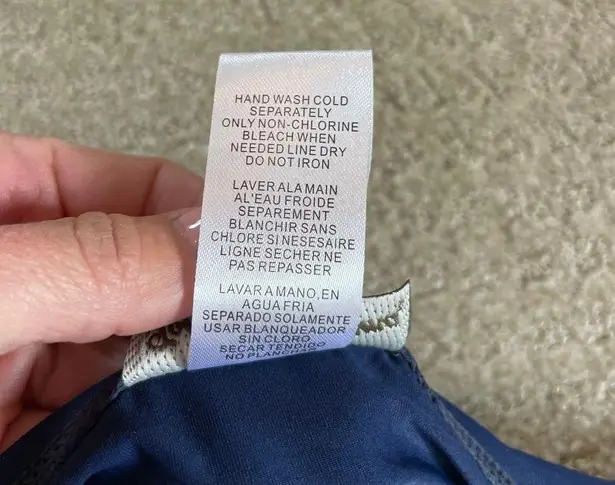 HAND WASH COLD
SEPARATELY
ONLY NON-CHLORINE
BLEACH WHEN
NEEDED LINE DRY
DO NOT IRON
LAVER ALA MAIN
AL'EAU FROIDE
SEPAREMENT
BLANCHIR SANS
CHLORE SI NESESAIRE
LIGNE SECHER NE
PAS REPASSER
LAVAR A MANO, EN
AGUA FRIA
SEPARADO SOLAMENTE
USAR BLANQUEADOR
SIN CLORO
SECAR TENDIDO
NO PLANCHAR